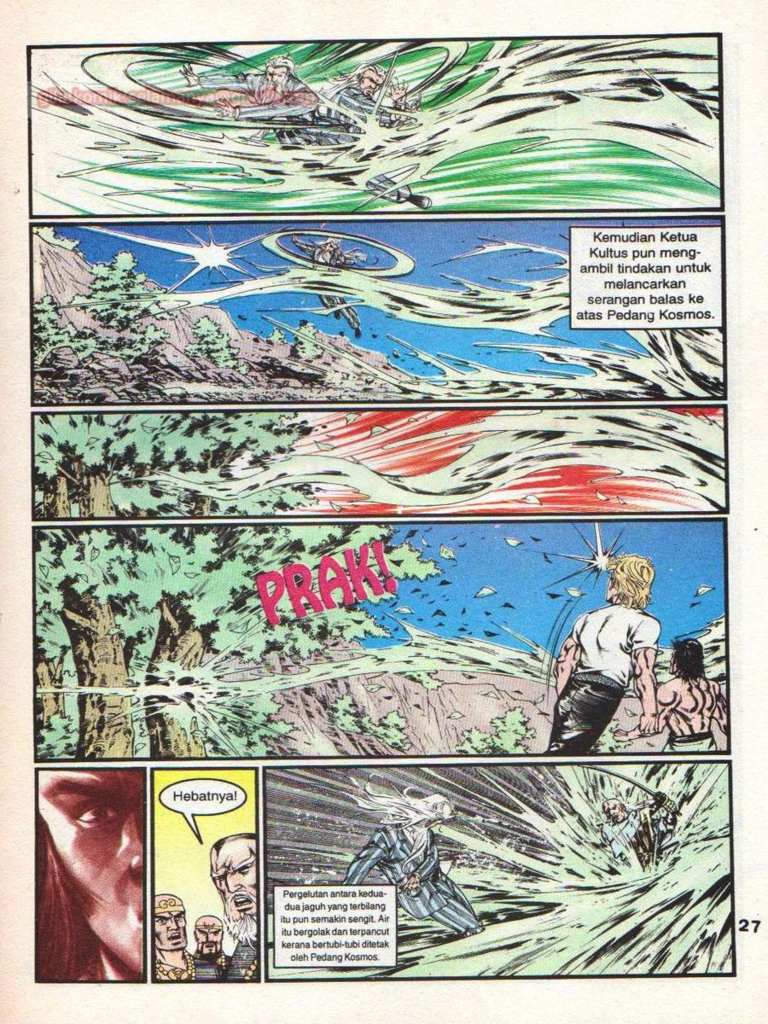 Kemudian Ketua
Kultus pun meng-
ambil tindakan untuk
melancarkan
serangan balas ke
atas Pedang Kosmos.
PRAK!
Hebatnya!
Pergelutan antara kedua-
dua jaguh yang terbilang
itu pun semakin sengit. Air
itu bergolak dan terpancut
kerana bertubi-tubi ditetak
oleh Pedang Kosmos.
27